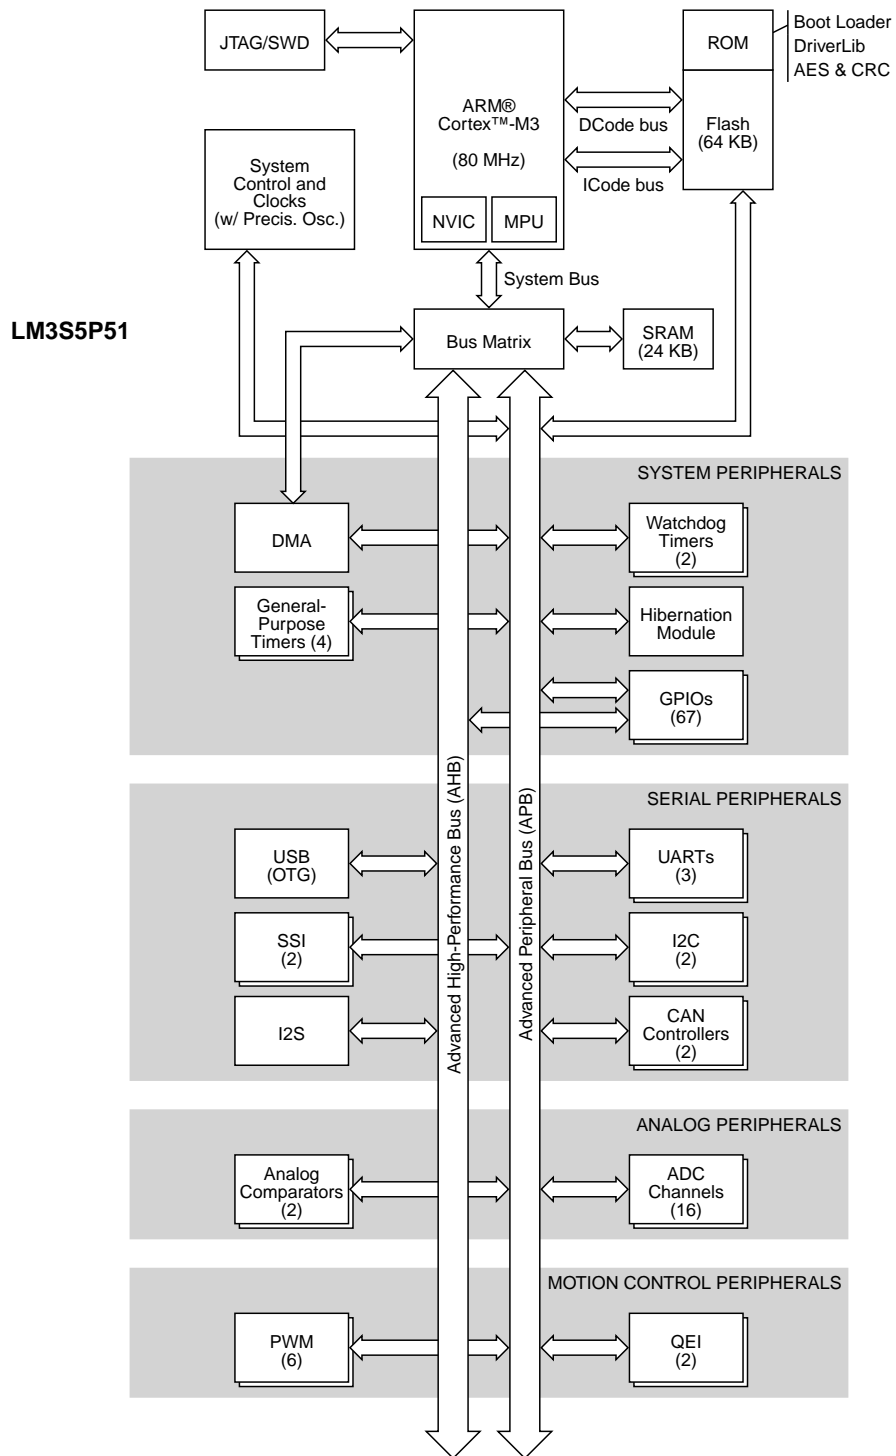 JTAG/SWD
ARM®
Cortex™-M3
(80 MHz)
NVIC
MPU
DCode bus
ICode bus
ROM
Flash
(64 KB)
Boot Loader
DriverLib
AES & CRC
System
Control and
Clocks
(w/ Precis. Osc.)
System Bus
LM3S5P51
Bus Matrix
SRAM
(24 KB)
SYSTEM PERIPHERALS
DMA
Watchdog
Timers
(2)
General-
Purpose
Timers (4)
Hibernation
Module
GPIOs
(67)
Advanced High-Performance Bus (AHB)
Advanced Peripheral Bus (APB)
SERIAL PERIPHERALS
USB
(OTG)
UARTs
(3)
SSI
(2)
I2C
(2)
I2S
CAN
Controllers
(2)
ANALOG PERIPHERALS
Analog
Comparators
(2)
ADC
Channels
(16)
MOTION CONTROL PERIPHERALS
PWM
(6)
QEI
(2)